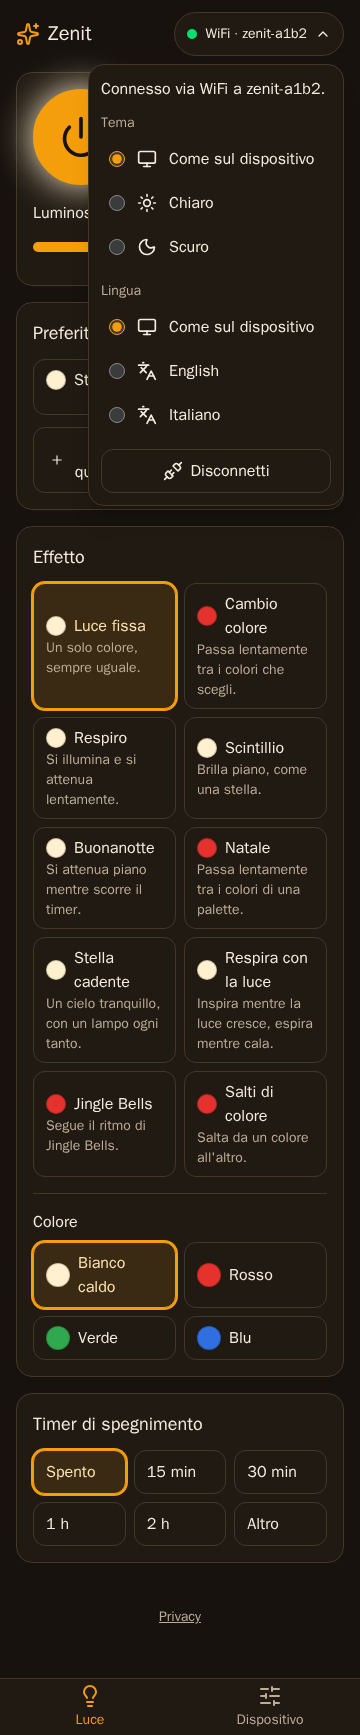 Zenit
WiFi · zenit-a1b2
Connesso via WiFi a zenit-a1b2.
Tema
Come sul dispositivo
Chiaro
Scuro
Lingua
Come sul dispositivo
English
Italiano
Disconnetti
Effetto
Luce fissa
Un solo colore,
sempre uguale.
Cambio
colore
Passa lentamente
tra i colori che
scegli.
Respiro
Si illumina e si
attenua
lentamente.
Scintillio
Brilla piano, come
una stella.
Buonanotte
Si attenua piano
mentre scorre il
timer.
Natale
Passa lentamente
tra i colori di una
palette.
Stella
cadente
Un cielo tranquillo,
con un lampo ogni
tanto.
Respira con
la luce
Inspira mentre la
luce cresce, espira
mentre cala.
Jingle Bells
Segue il ritmo di
Jingle Bells.
Salti di
colore
Salta da un colore
all'altro.
Colore
Bianco
caldo
Rosso
Verde
Blu
Timer di spegnimento
Spento
15 min
30 min
1 h
2 h
Altro
Privacy
Luce
Dispositivo